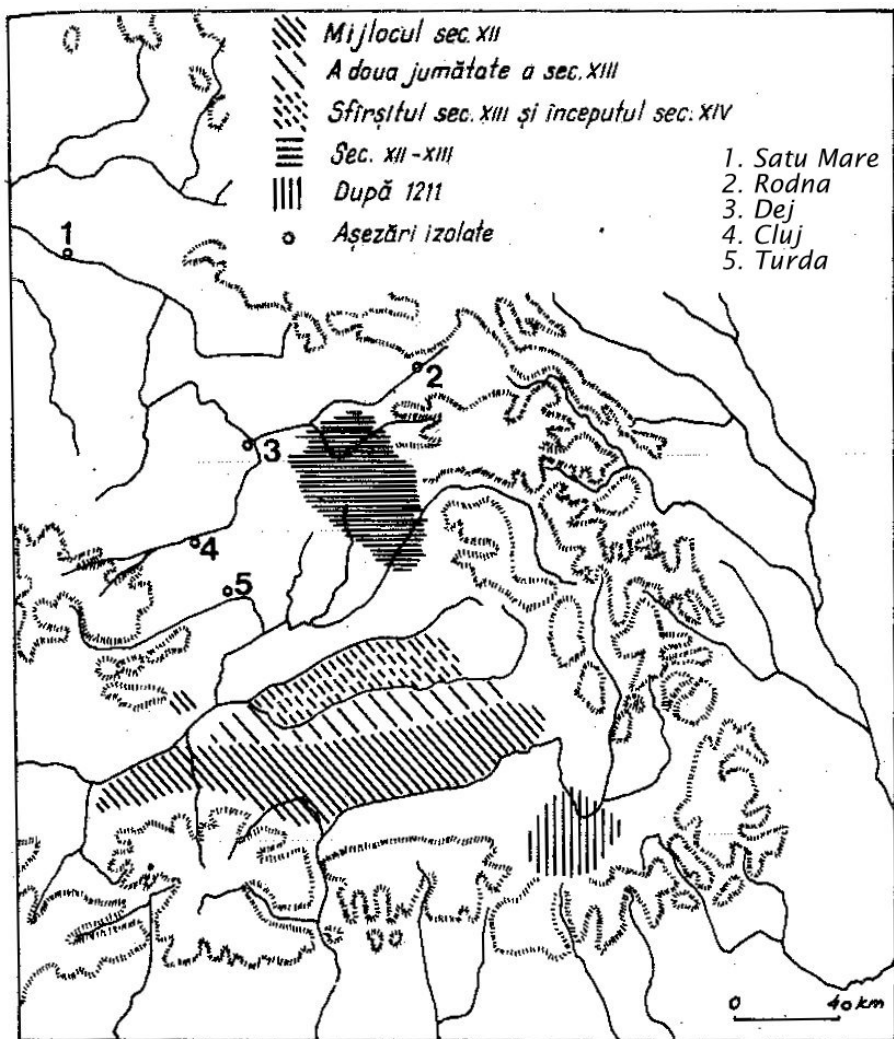 Mijlocul sec. XII
A doua jumătate a sec. XIII
Sfîrșitul sec. XIII și începutul sec. XIV
Sec. XII-XIII
După 1211
Așezări izolate
1. Satu Mare
2. Rodna
3. Dej
4. Cluj
5. Turda
1
2
3
4
5
0 40 km